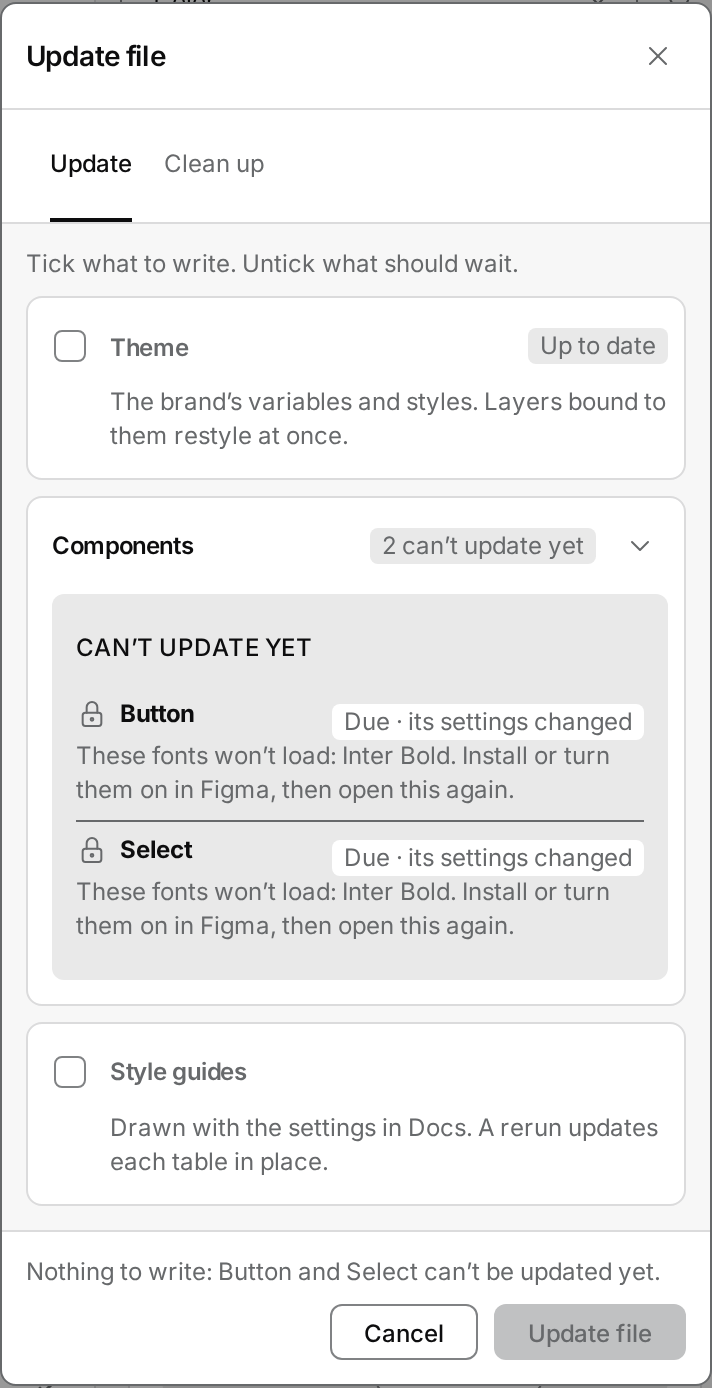 Update file
Update
Clean up
Tick what to write. Untick what should wait.
Theme
Up to date
The brand’s variables and styles. Layers bound to
them restyle at once.
Components
2 can’t update yet
CAN’T UPDATE YET
Button
Due · its settings changed
These fonts won’t load: Inter Bold. Install or turn
them on in Figma, then open this again.
Select
Due · its settings changed
These fonts won’t load: Inter Bold. Install or turn
them on in Figma, then open this again.
Style guides
Drawn with the settings in Docs. A rerun updates
each table in place.
Nothing to write: Button and Select can’t be updated yet.
Cancel
Update file